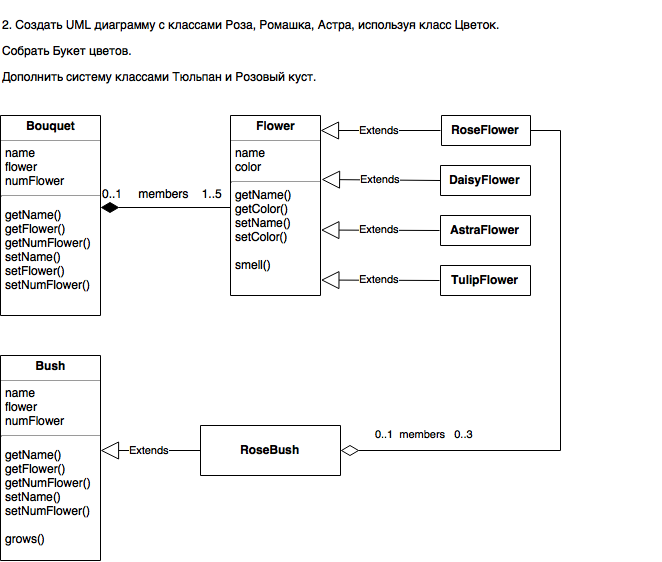 2. Создать UML диаграмму с классами Роза, Ромашка, Астра, используя класс Цветок.
Собрать Букет цветов.
Дополнить систему классами Тюльпан и Розовый куст.
Bouquet
name
flower
numFlower
getName()
getFlower()
getNumFlower()
setName()
setFlower()
setNumFlower()
0..1 members 1..5
Flower
name
color
getName()
getColor()
setName()
setColor()
smell()
Extends
RoseFlower
Extends
DaisyFlower
Extends
AstraFlower
Extends
TulipFlower
Bush
name
flower
numFlower
getName()
getFlower()
getNumFlower()
setName()
setNumFlower()
grows()
Extends
RoseBush
0..1 members 0..3